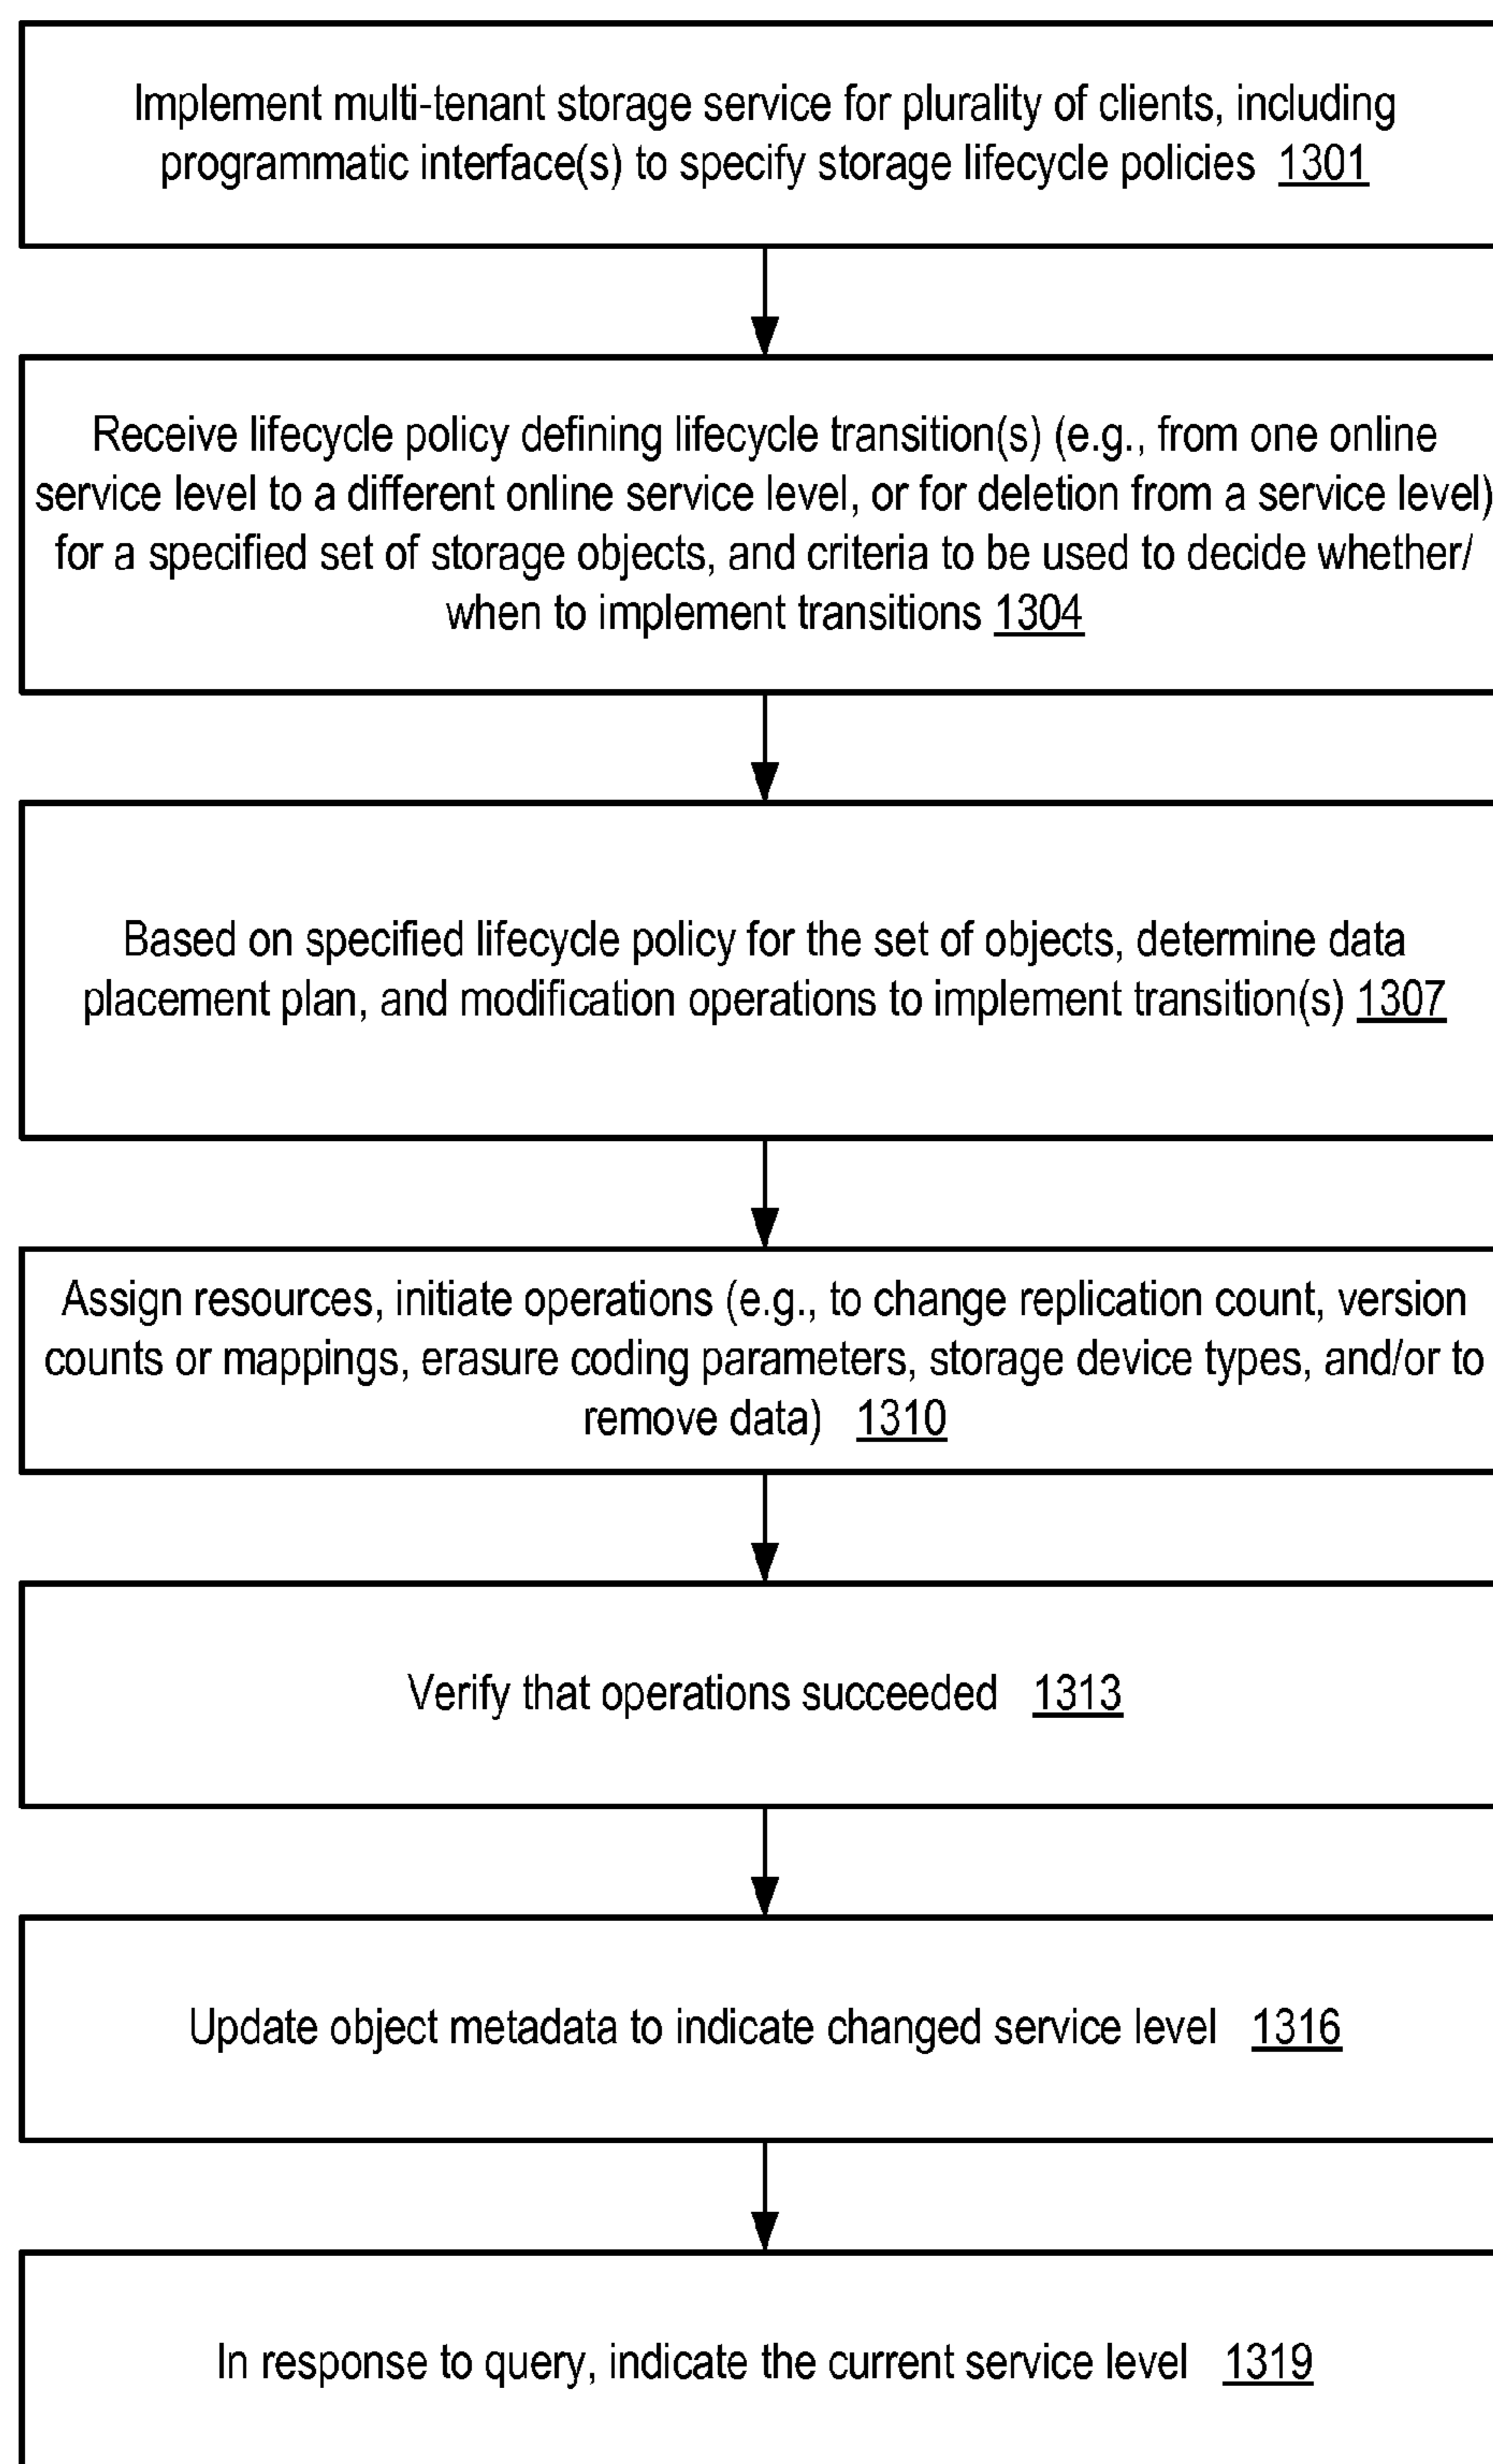 Implement multi-tenant storage service for plurality of clients, including
programmatic interface(s) to specify storage lifecycle policies 1301
Receive lifecycle policy defining lifecycle transition(s) (e.g., from one online
service level to a different online service level, or for deletion from a service level)
for a specified set of storage objects, and criteria to be used to decide whether/
when to implement transitions 1304
Based on specified lifecycle policy for the set of objects, determine data
placement plan, and modification operations to implement transition(s) 1307
Assign resources, initiate operations (e.g., to change replication count, version
counts or mappings, erasure coding parameters, storage device types, and/or to
remove data) 1310
Verify that operations succeeded 1313
Update object metadata to indicate changed service level 1316
In response to query, indicate the current service level 1319